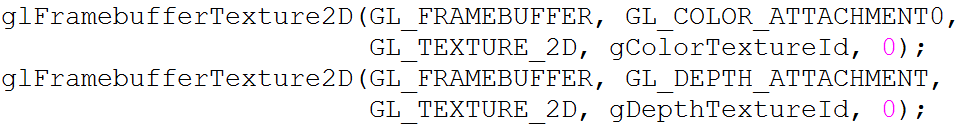 glFramebufferTexture2D(GL_FRAMEBUFFER, GL_COLOR_ATTACHMENT0,
GL_TEXTURE_2D, gColorTextureId, 0);
glFramebufferTexture2D(GL_FRAMEBUFFER, GL_DEPTH_ATTACHMENT,
GL_TEXTURE_2D, gDepthTextureId, 0);